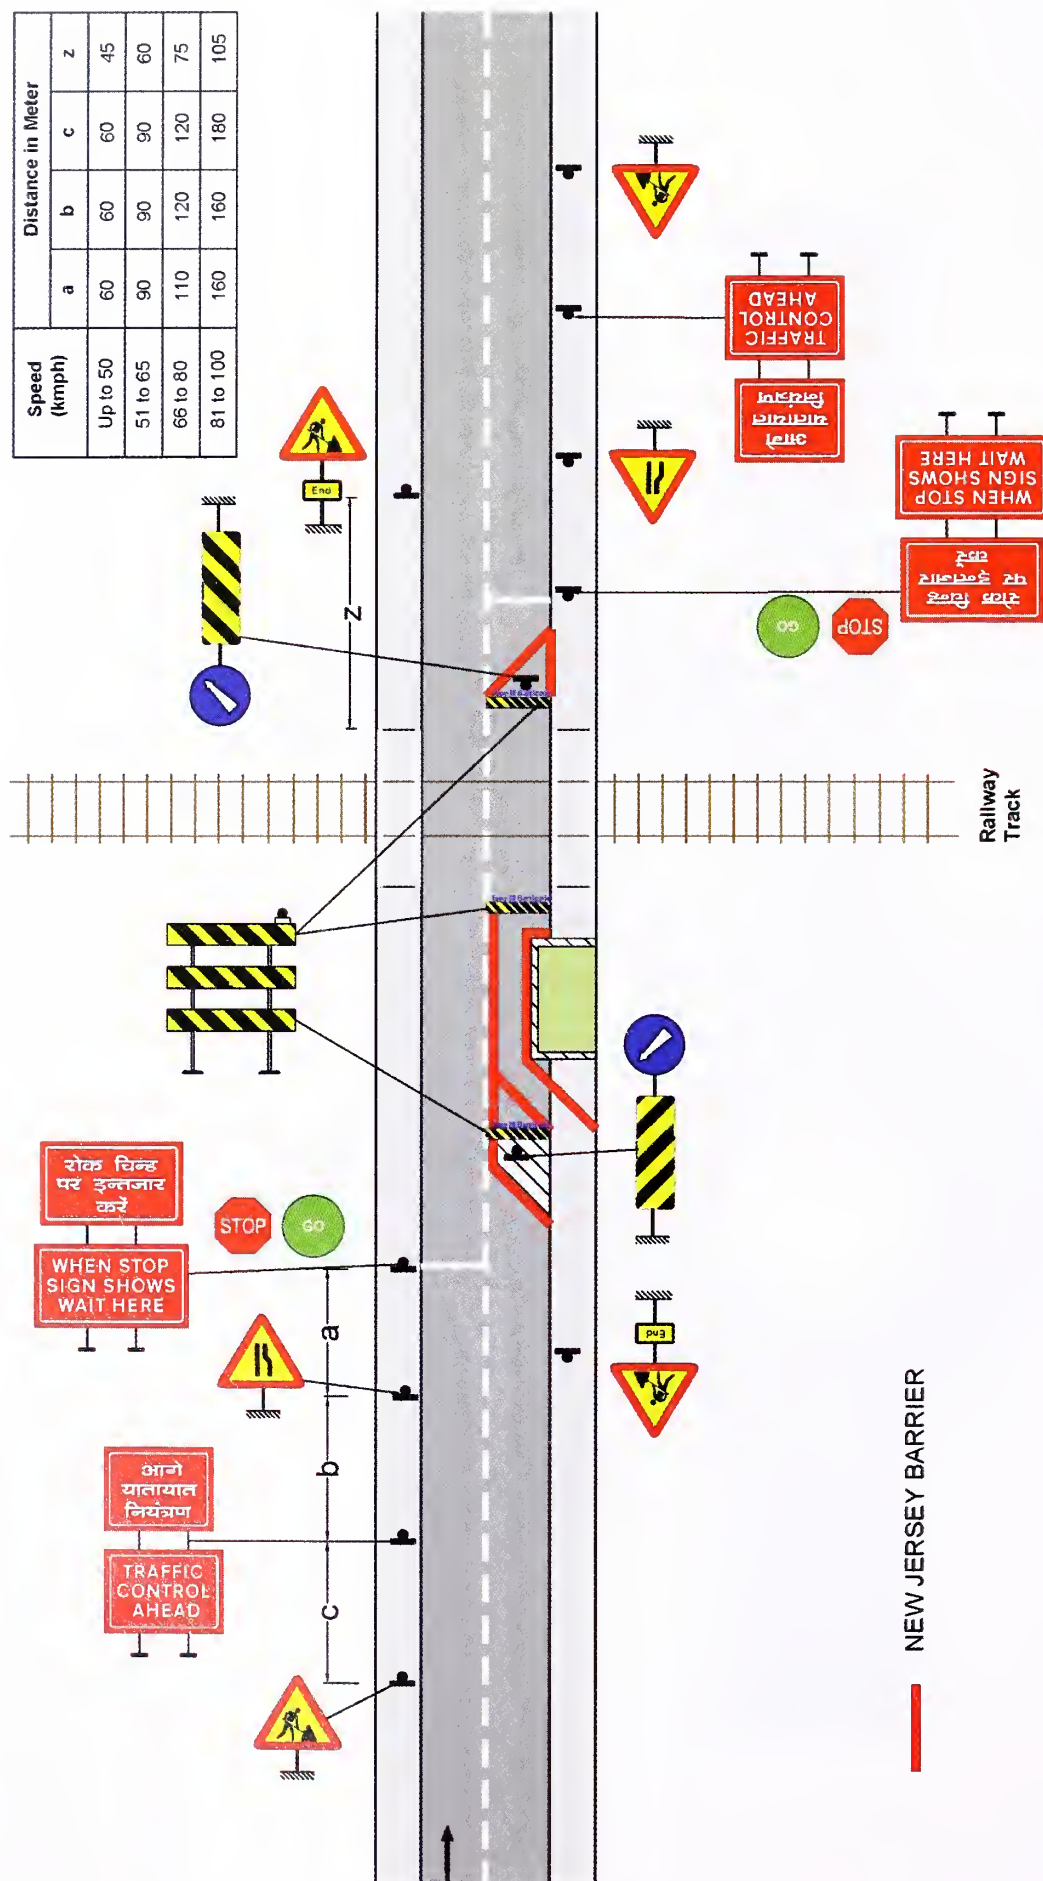 Speed
(kmph)
Distance in Meter
a b c z
Up to 50 60 60 60 45
51 to 65 90 90 90 60
66 to 80 110 120 120 75
81 to 100 160 160 180 105
End
z
रोक चिन्ह
पर इन्तजार
करें
WHEN STOP
SIGN SHOWS
WAIT HERE
STOP
GO
a
b
c
आगे
यातायात
नियंत्रण
TRAFFIC
CONTROL
AHEAD
TRAFFIC
CONTROL
AHEAD
आगे
यातायात
नियंत्रण
WHEN STOP
SIGN SHOWS
WAIT HERE
रोक चिन्ह
पर इन्तजार
करें
GO
STOP
Railway
Track
End
NEW JERSEY BARRIER